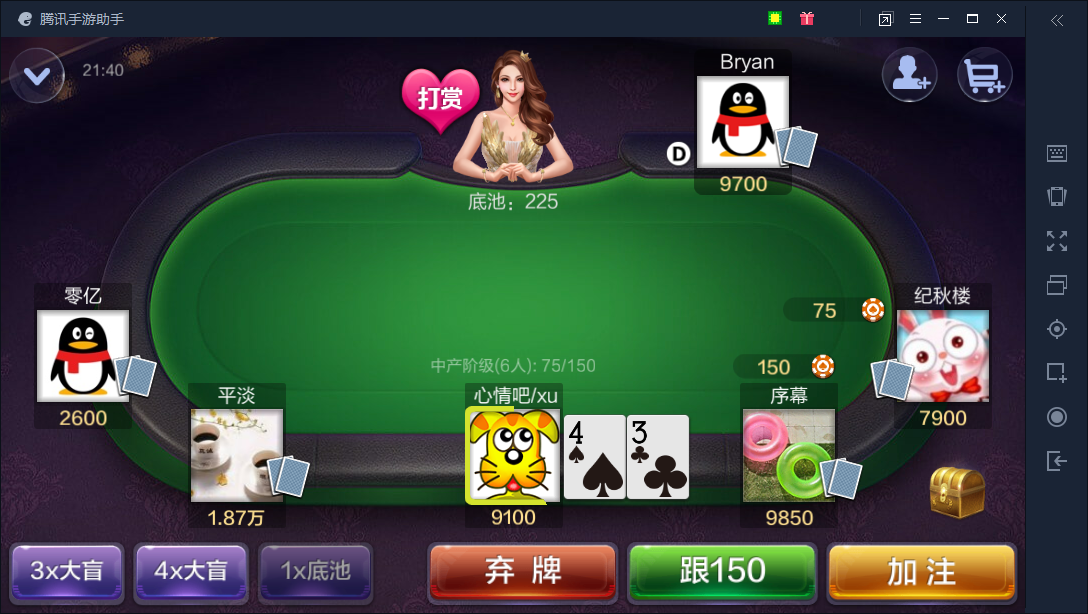 腾讯手游助手
21:40
打赏
Bryan
D
9700
底池：225
零亿
2600
75
纪秋楼
7900
中产阶级(6人): 75/150
150
平淡
1.87万
心情吧/xu
4
3
9100
序幕
9850
3x大盲
4x大盲
1x底池
弃 牌
跟150
加 注